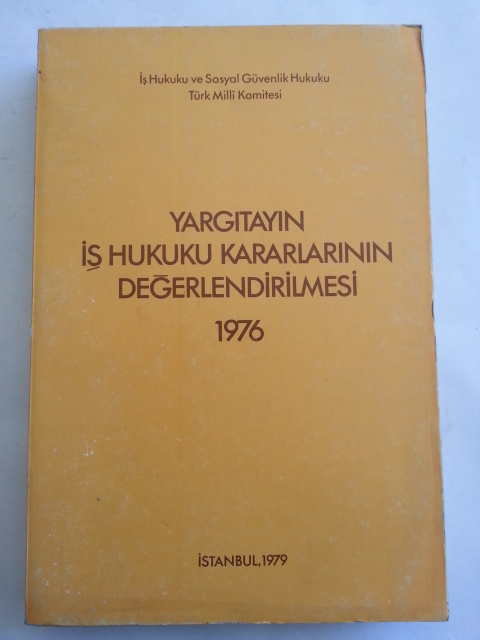 İş Hukuku ve Sosyal Güvenlik Hukuku
Türk Millî Komitesi
YARGITAYIN
İŞ HUKUKU KARARLARININ
DEĞERLENDİRİLMESİ
1976
İSTANBUL,1979